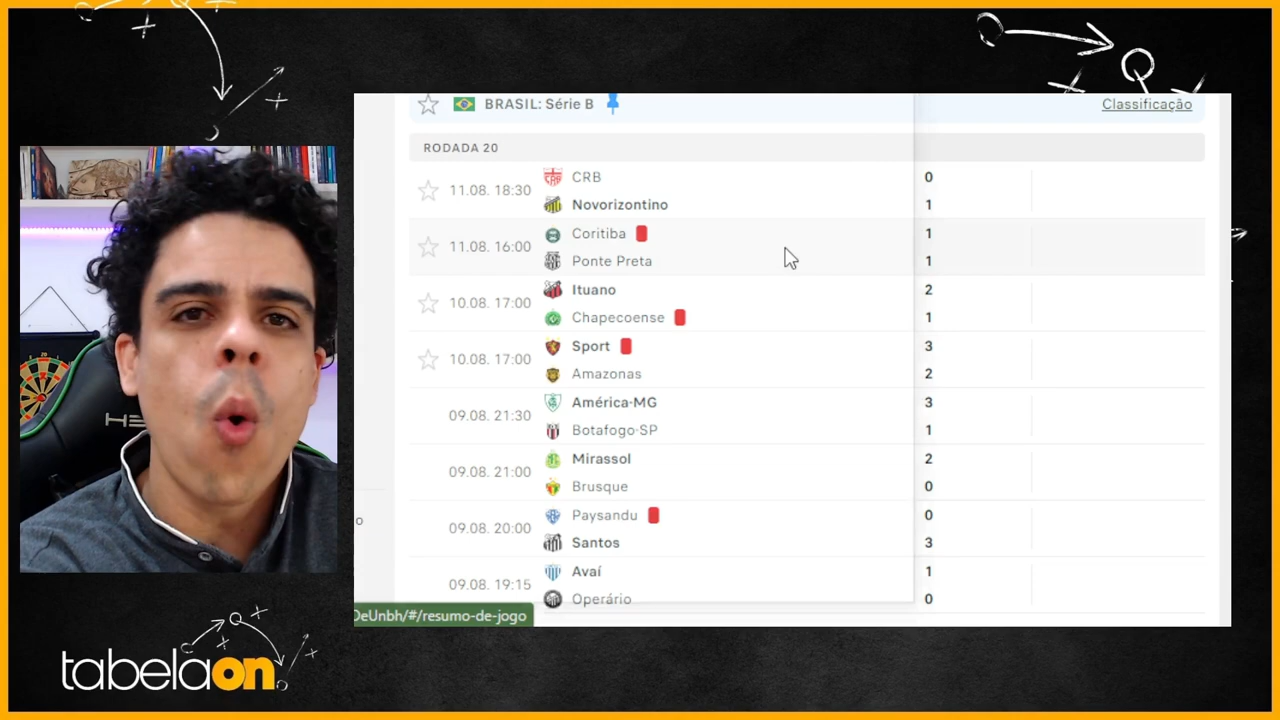 BRASIL: Série B
Classificação
RODADA 20
11.08. 18:30
CRB
0
Novorizontino
1
11.08. 16:00
Coritiba
1
Ponte Preta
1
10.08. 17:00
Ituano
2
Chapecoense
1
10.08. 17:00
Sport
3
Amazonas
2
09.08. 21:30
América-MG
3
Botafogo-SP
1
09.08. 21:00
Mirassol
2
Brusque
0
09.08. 20:00
Paysandu
0
Santos
3
09.08. 19:15
Avaí
1
Operário
0
o
DeUnbh/#/resumo-de-jogo
tabelaon